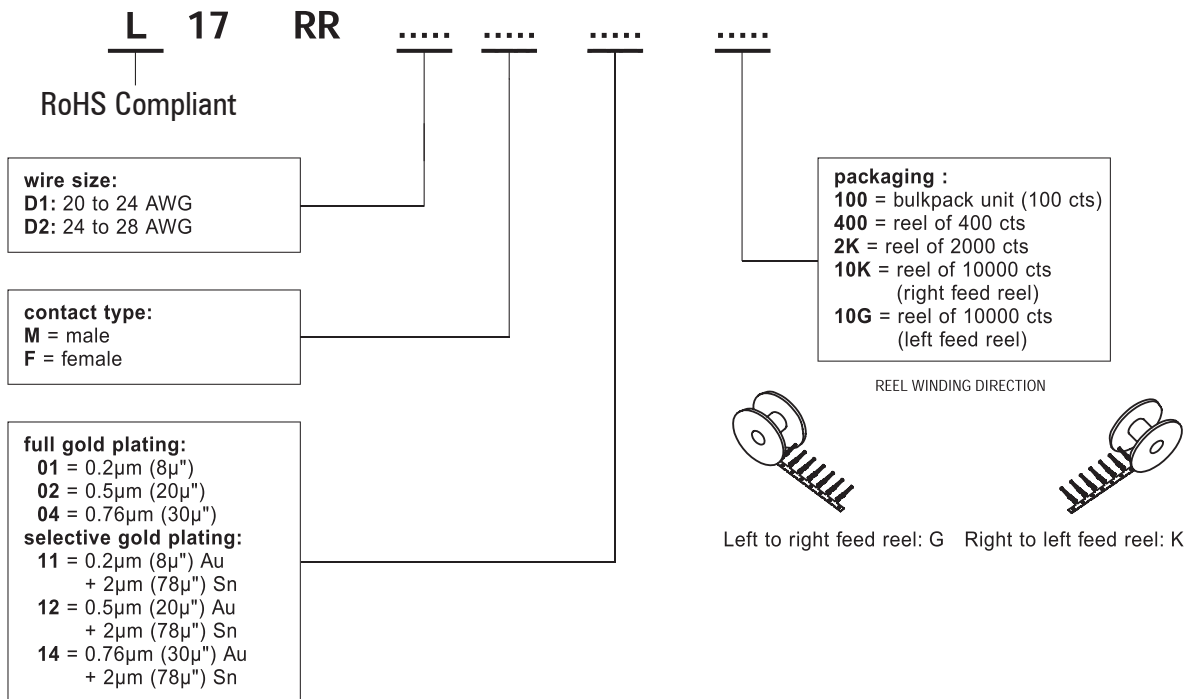 L 17 RR ..... ..... ..... .....
RoHS Compliant
wire size:
D1: 20 to 24 AWG
D2: 24 to 28 AWG
contact type:
M = male
F = female
full gold plating:
01 = 0.2µm (8µ")
02 = 0.5µm (20µ")
04 = 0.76µm (30µ")
selective gold plating:
11 = 0.2µm (8µ") Au
+ 2µm (78µ") Sn
12 = 0.5µm (20µ") Au
+ 2µm (78µ") Sn
14 = 0.76µm (30µ") Au
+ 2µm (78µ") Sn
packaging :
100 = bulkpack unit (100 cts)
400 = reel of 400 cts
2K = reel of 2000 cts
10K = reel of 10000 cts
(right feed reel)
10G = reel of 10000 cts
(left feed reel)
REEL WINDING DIRECTION
Left to right feed reel: G Right to left feed reel: K